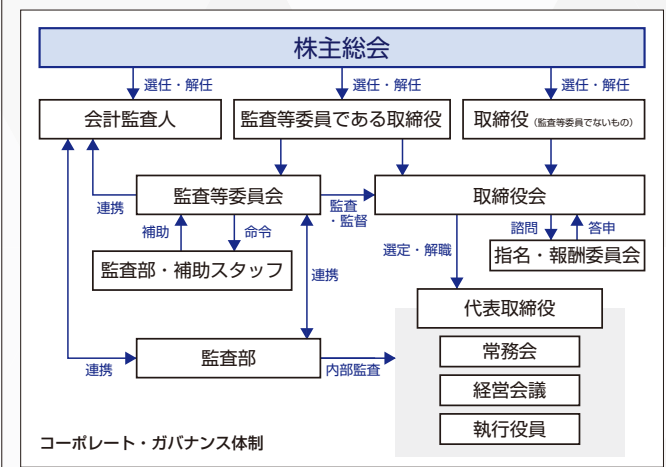 株主総会
選任・解任
選任・解任
選任・解任
会計監査人
監査等委員である取締役
取締役（監査等委員でないもの）
監査等委員会
監査
・監督
取締役会
連携
補助
命令
選定・解職
諮問
答申
監査部・補助スタッフ
連携
指名・報酬委員会
代表取締役
監査部
連携
内部監査
常務会
経営会議
執行役員
コーポレート・ガバナンス体制